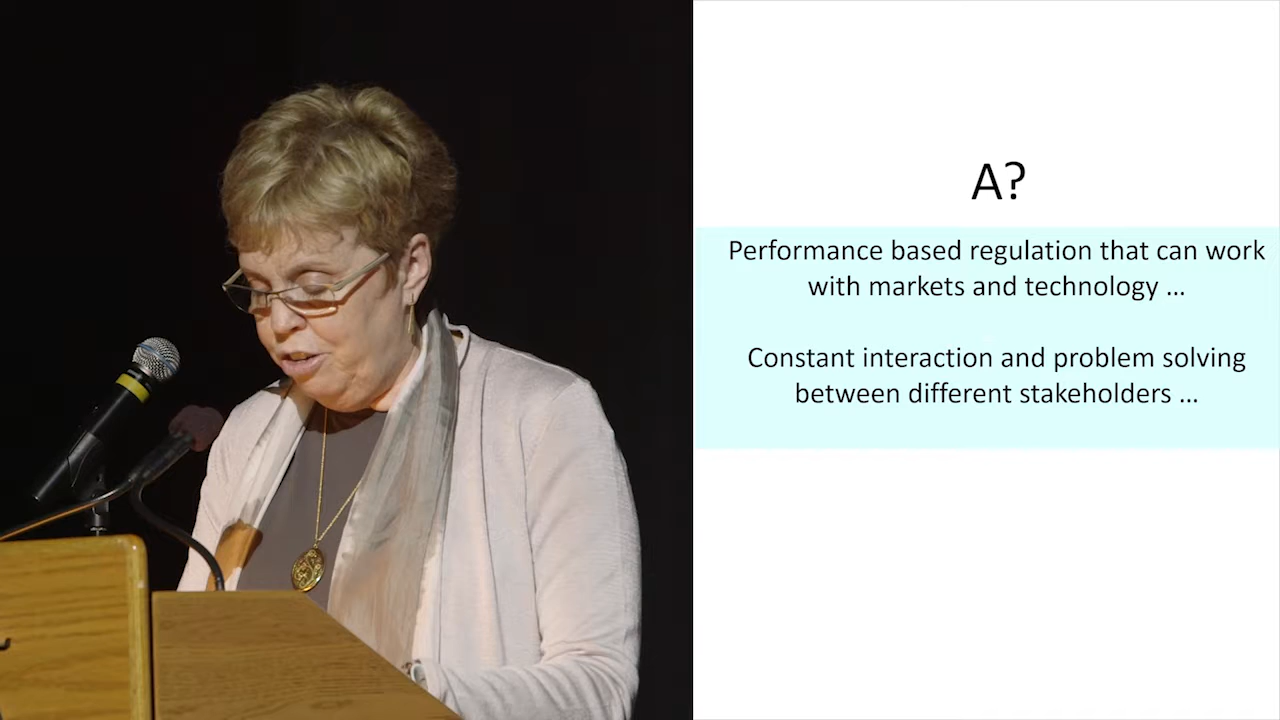 A?
Performance based regulation that can work
with markets and technology ...
Constant interaction and problem solving
between different stakeholders ...